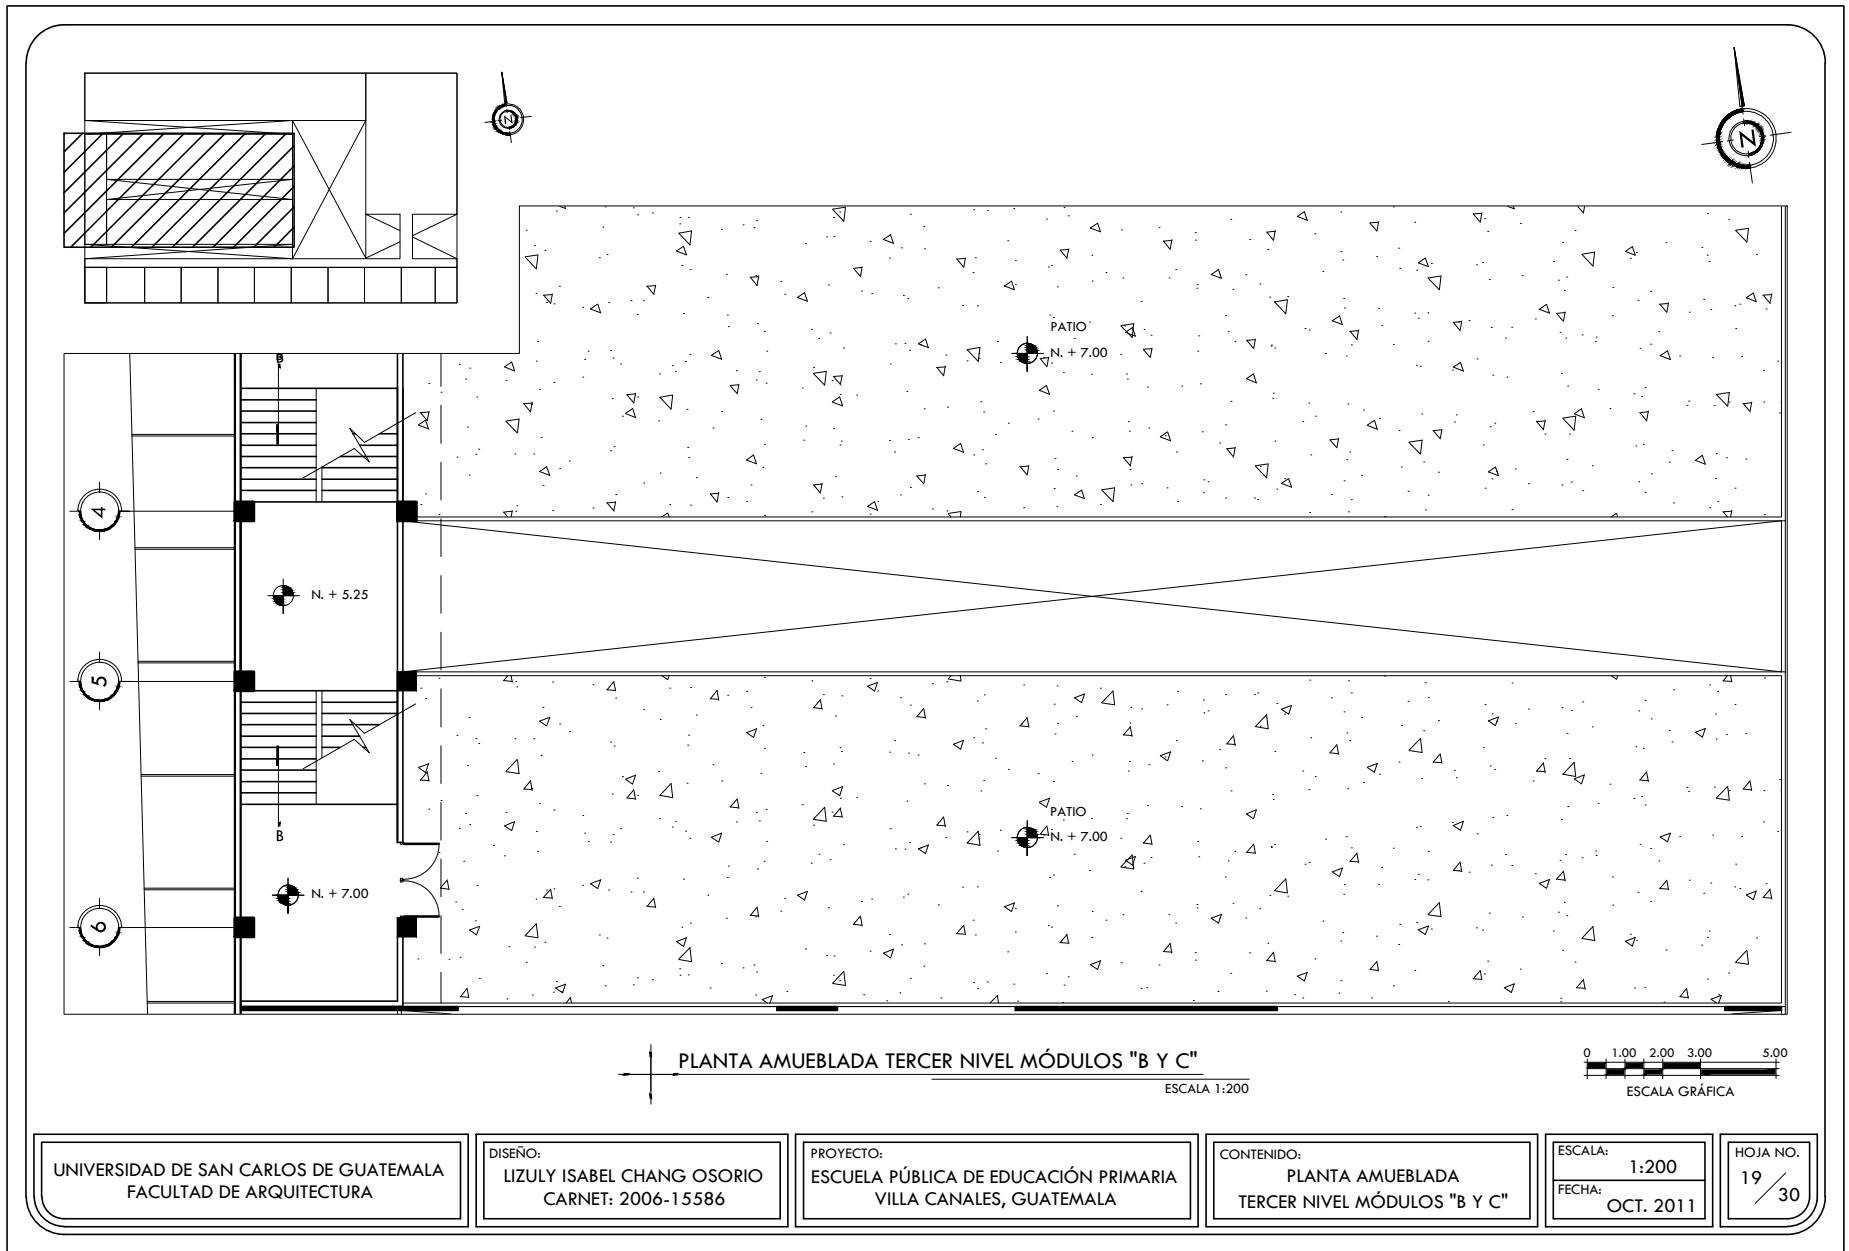 N
N
PATIO
N. + 7.00
B
4
N. + 5.25
5
B
PATIO
N. + 7.00
N. + 7.00
6
PLANTA AMUEBLADA TERCER NIVEL MÓDULOS "B Y C"
ESCALA 1:200
0 1.00 2.00 3.00 5.00
ESCALA GRÁFICA
UNIVERSIDAD DE SAN CARLOS DE GUATEMALA
FACULTAD DE ARQUITECTURA
DISEÑO:
LIZULY ISABEL CHANG OSORIO
CARNET: 2006-15586
PROYECTO:
ESCUELA PÚBLICA DE EDUCACIÓN PRIMARIA
VILLA CANALES, GUATEMALA
CONTENIDO:
PLANTA AMUEBLADA
TERCER NIVEL MÓDULOS "B Y C"
ESCALA:
1:200
FECHA:
OCT. 2011
HOJA NO.
19 / 30